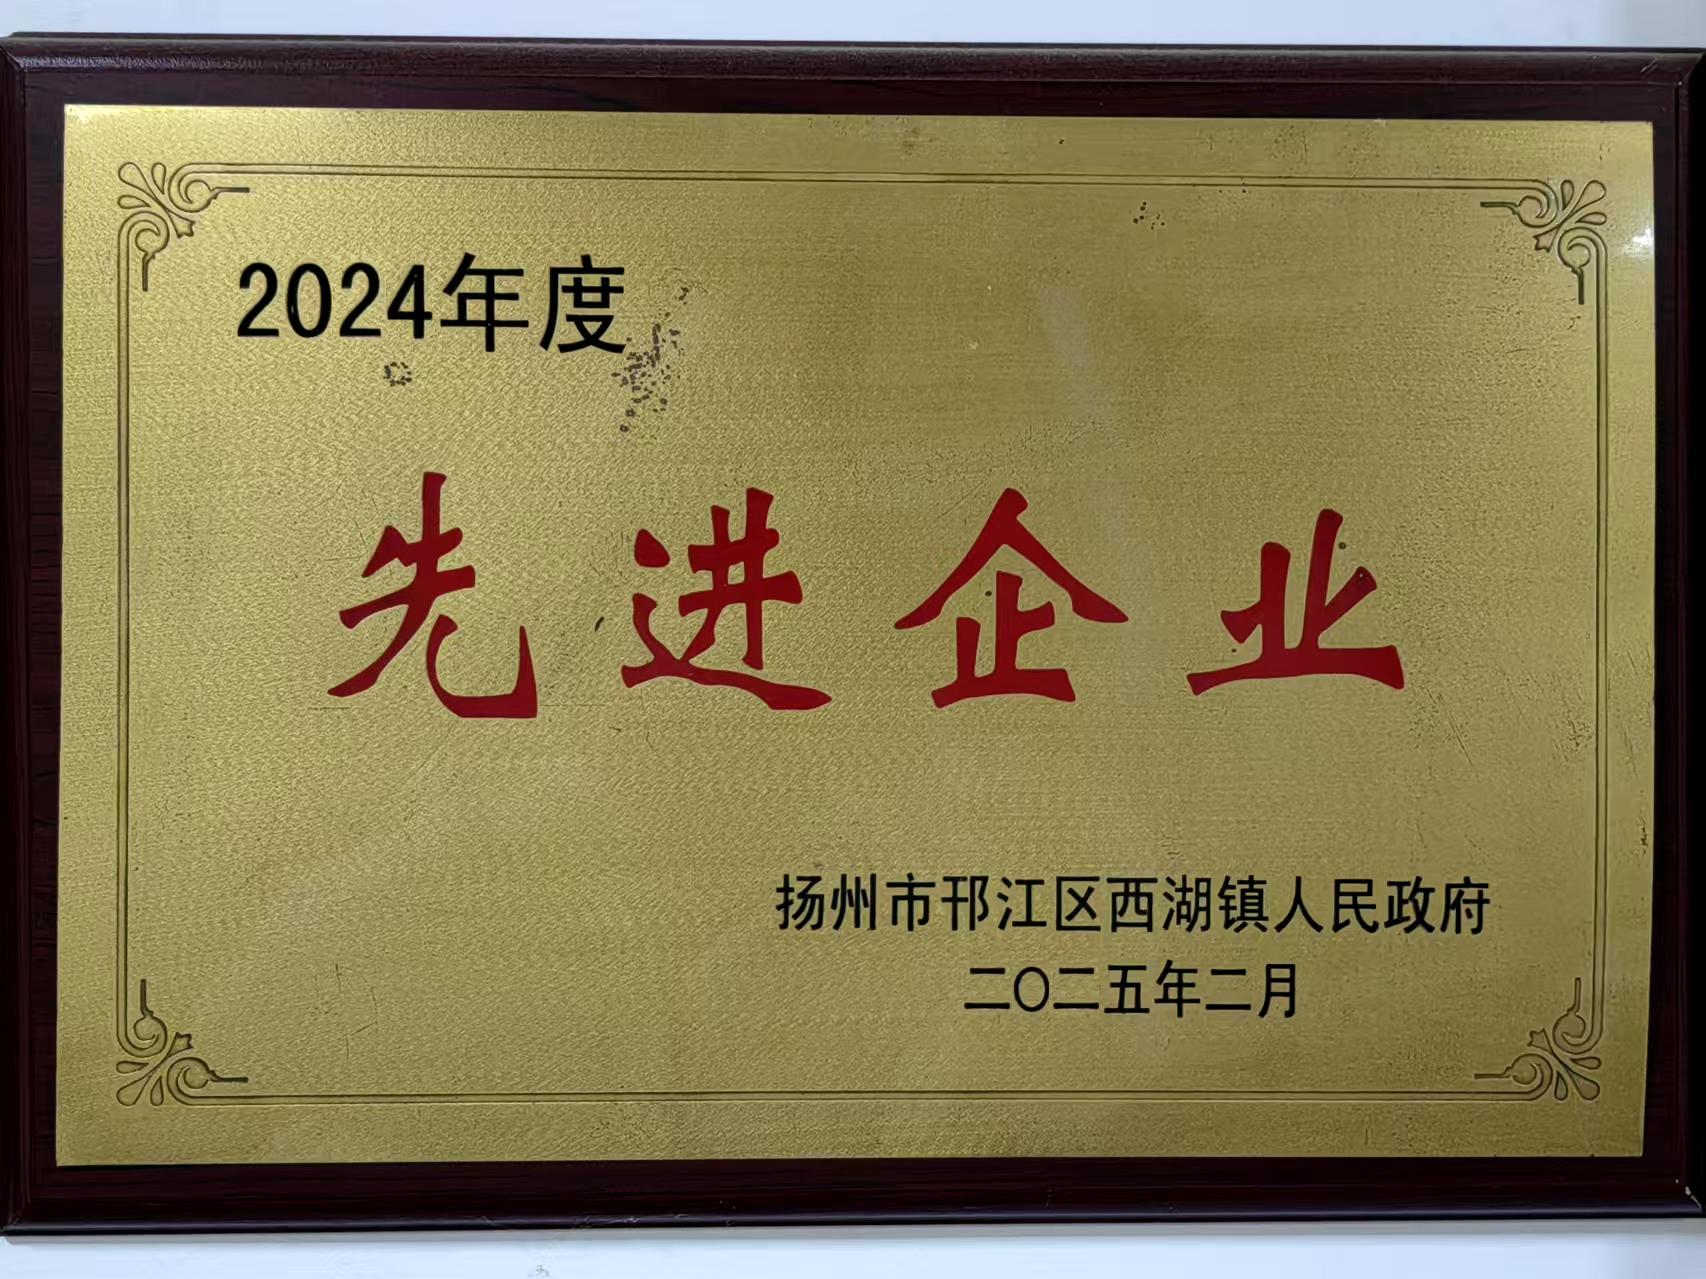 2024年度
先进企业
扬州市邗江区西湖镇人民政府
二〇二五年二月